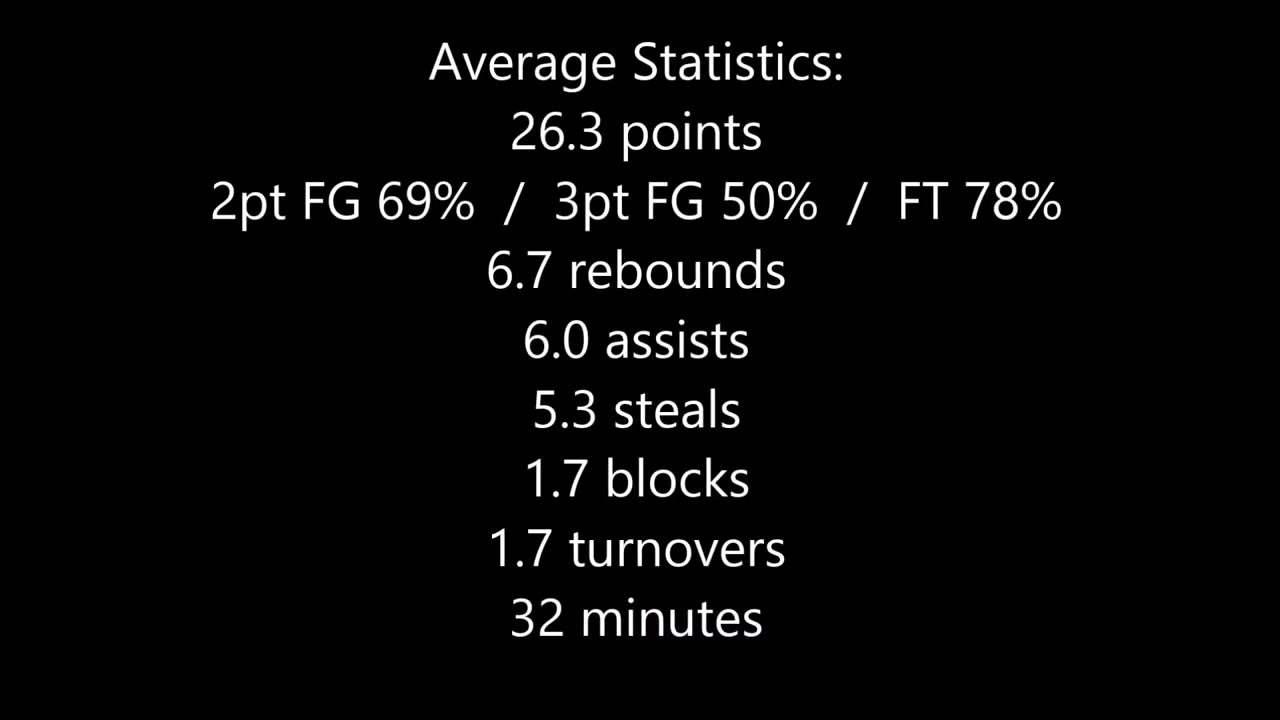 Average Statistics:
26.3 points
2pt FG 69% / 3pt FG 50% / FT 78%
6.7 rebounds
6.0 assists
5.3 steals
1.7 blocks
1.7 turnovers
32 minutes